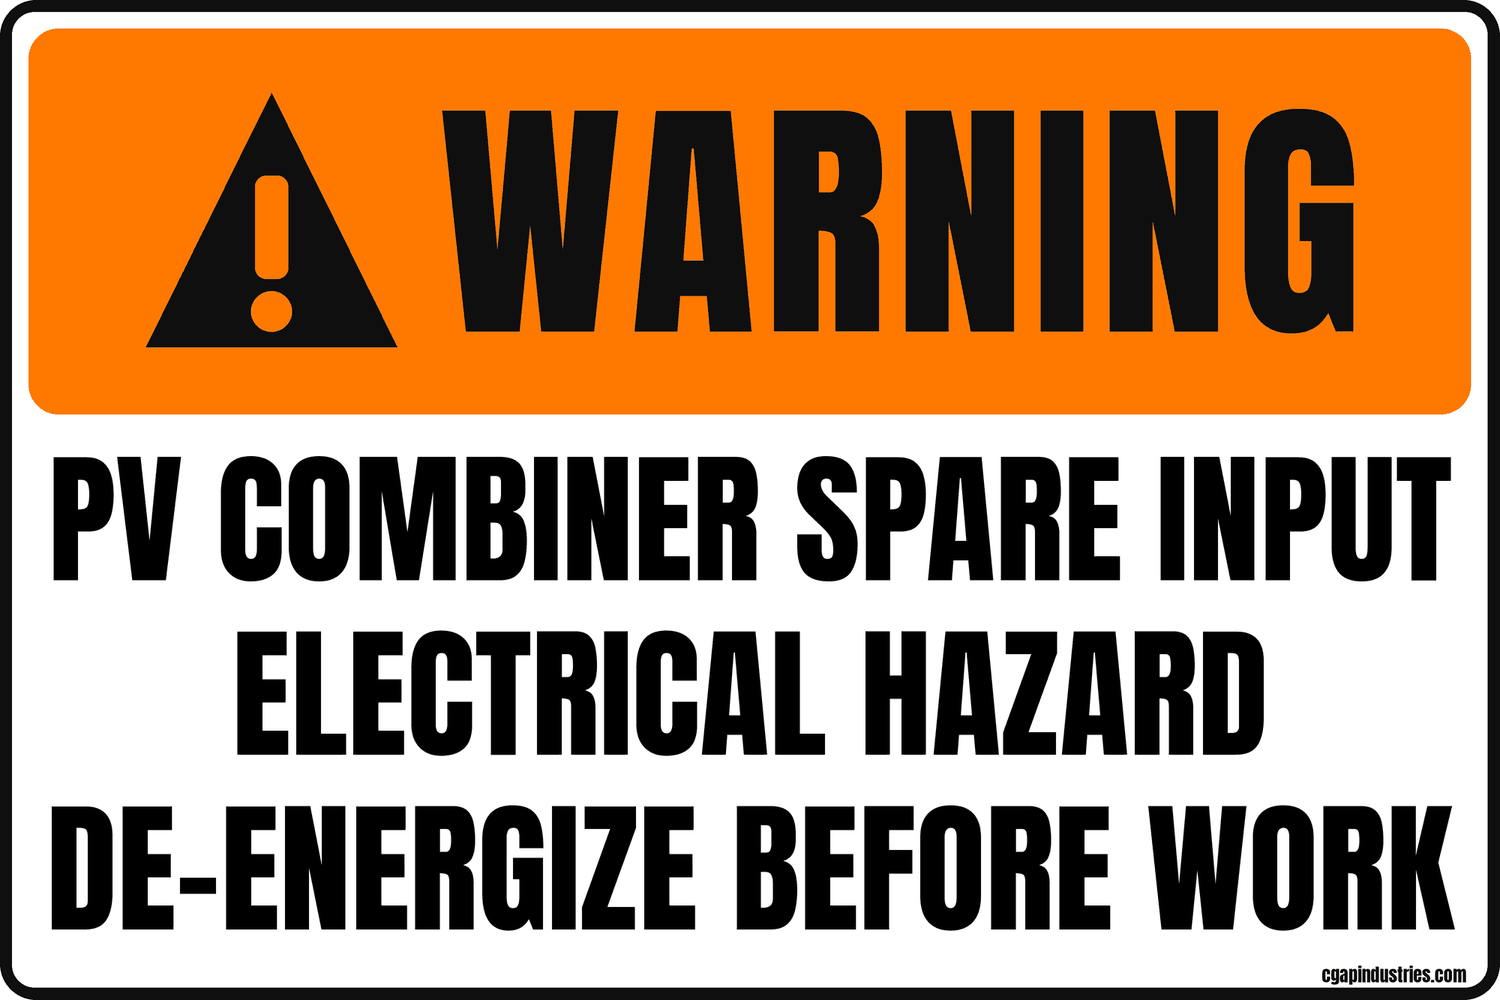 WARNING
PV COMBINER SPARE INPUT
ELECTRICAL HAZARD
DE-ENERGIZE BEFORE WORK
cgapindustries.com